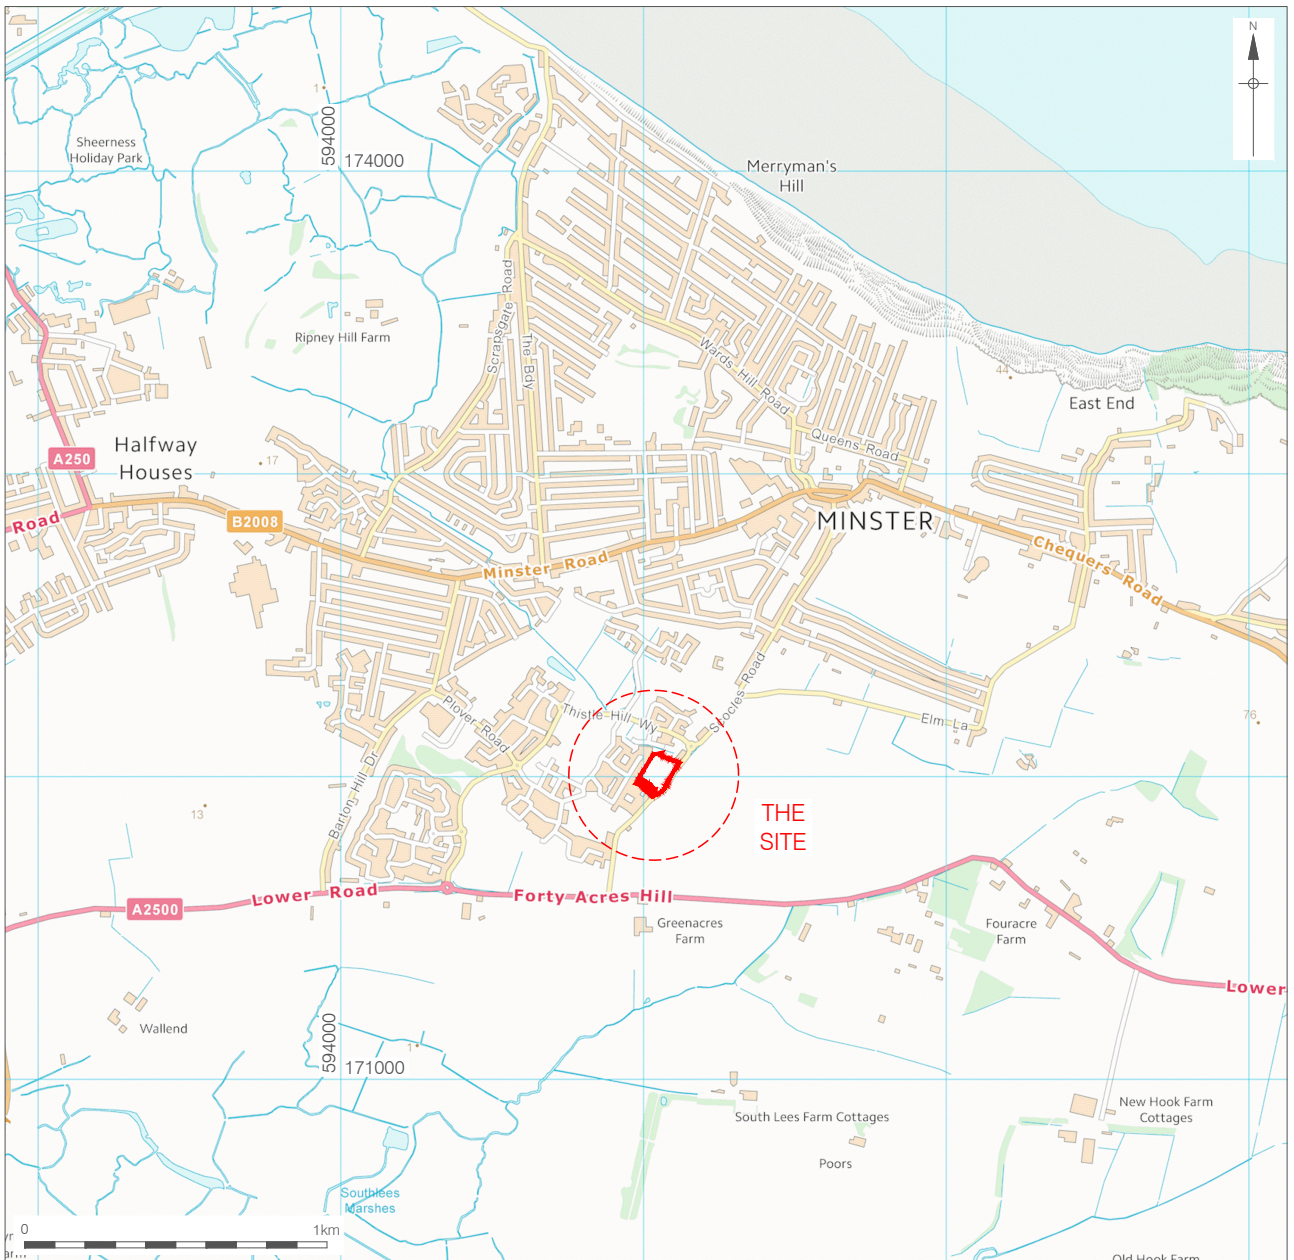 N
1
Sheerness
Holiday Park
594000
174000
Merryman's
Hill
Scrapsgate Road
The Bdy
Ripney Hill Farm
Wards Hill Road
44
East End
A250
Halfway
Houses
17
Queens Road
Road
B2008
MINSTER
Minster Road
Chequers Road
Scocles Road
Plover Road
Thistle Hill Wy
Elm La
76
Barton Hill Dr
13
THE
SITE
A2500
Lower Road
Forty Acres Hill
Greenacres
Farm
Fouracre
Farm
Lower
Wallend
594000
171000
1
South Lees Farm Cottages
New Hook Farm
Cottages
Poors
Southlees
Marshes
0
1km
Old Hook Farm